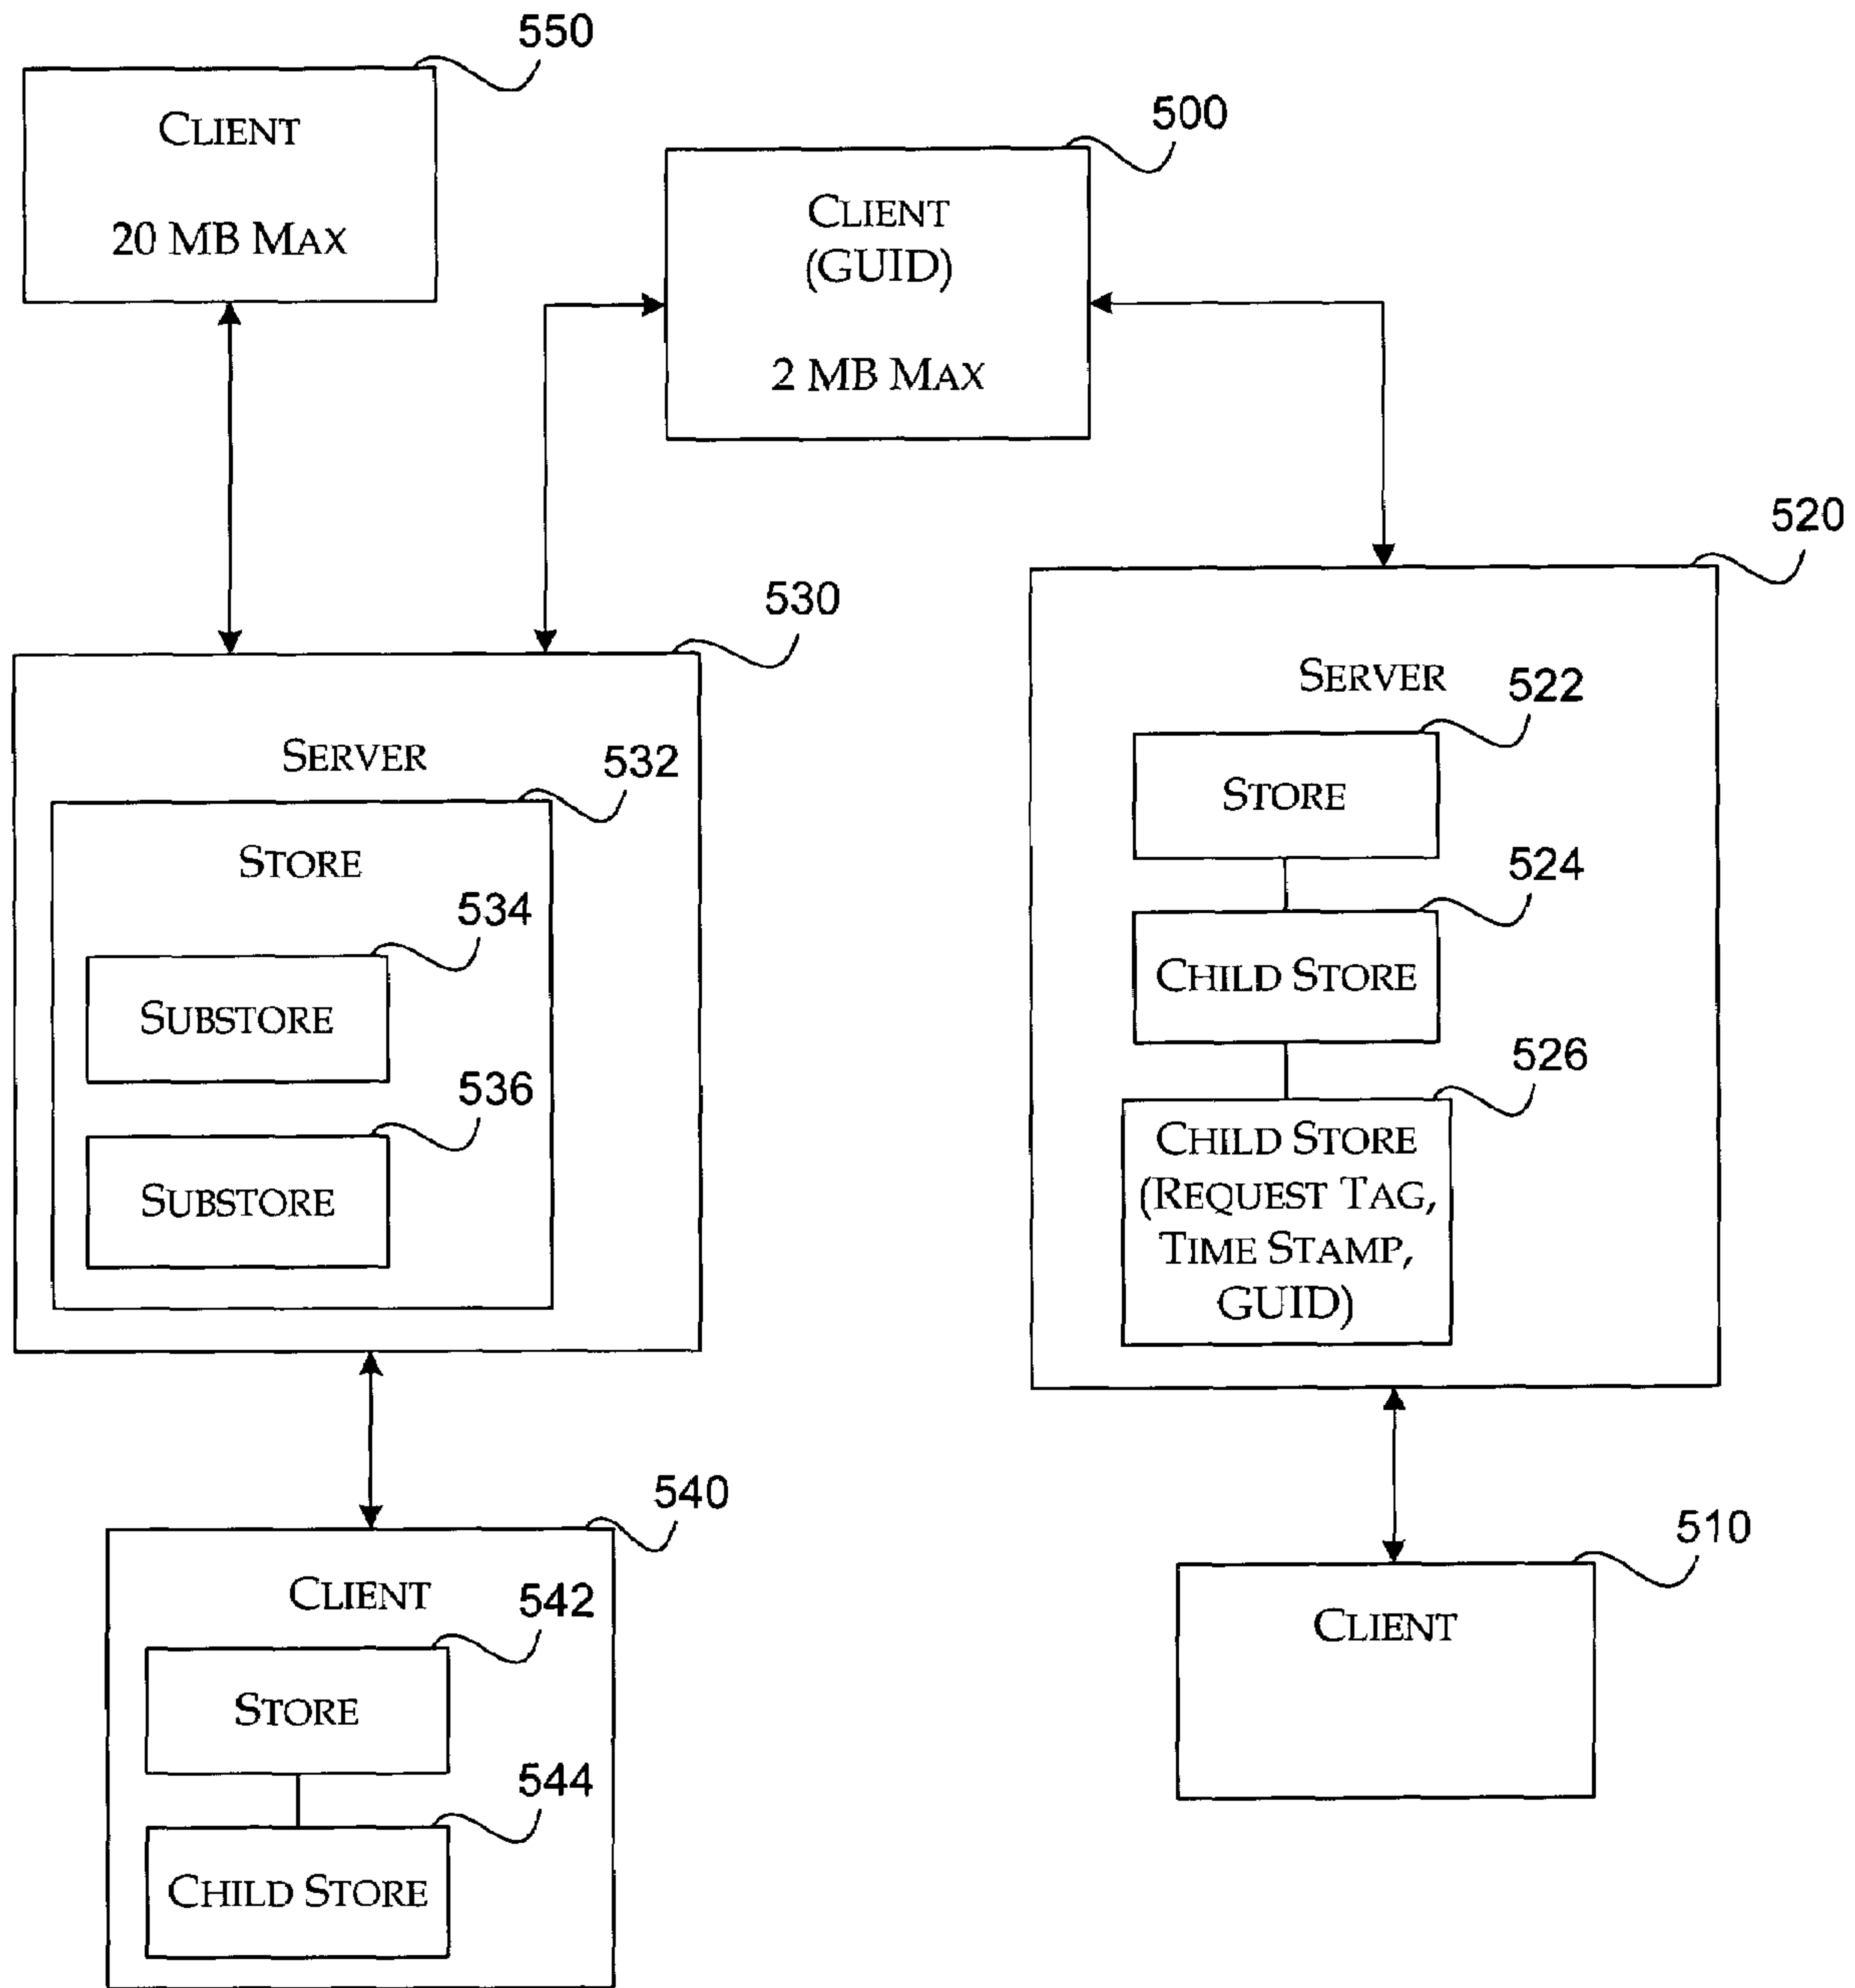 550
CLIENT
20 MB MAX
500
CLIENT
(GUID)
2 MB MAX
520
530
SERVER
522
STORE
524
CHILD STORE
526
CHILD STORE
(REQUEST TAG,
TIME STAMP,
GUID)
SERVER
532
STORE
534
SUBSTORE
536
SUBSTORE
540
CLIENT
542
STORE
544
CHILD STORE
510
CLIENT